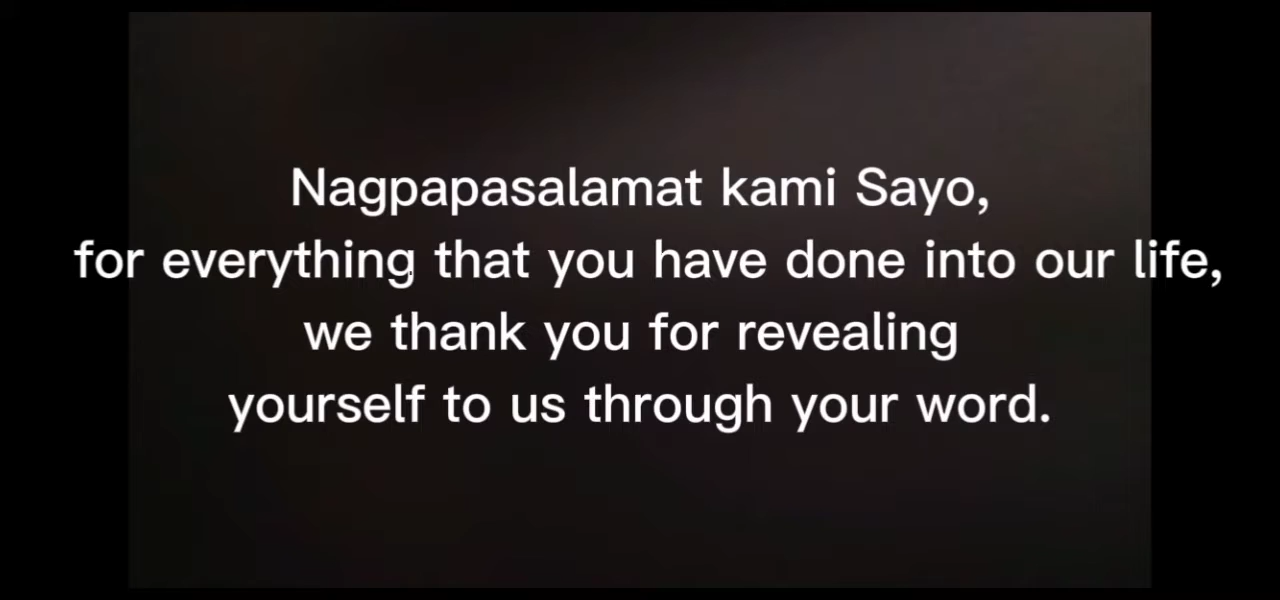 Nagpapasalamat kami Sayo,
for everything that you have done into our life,
we thank you for revealing
yourself to us through your word.